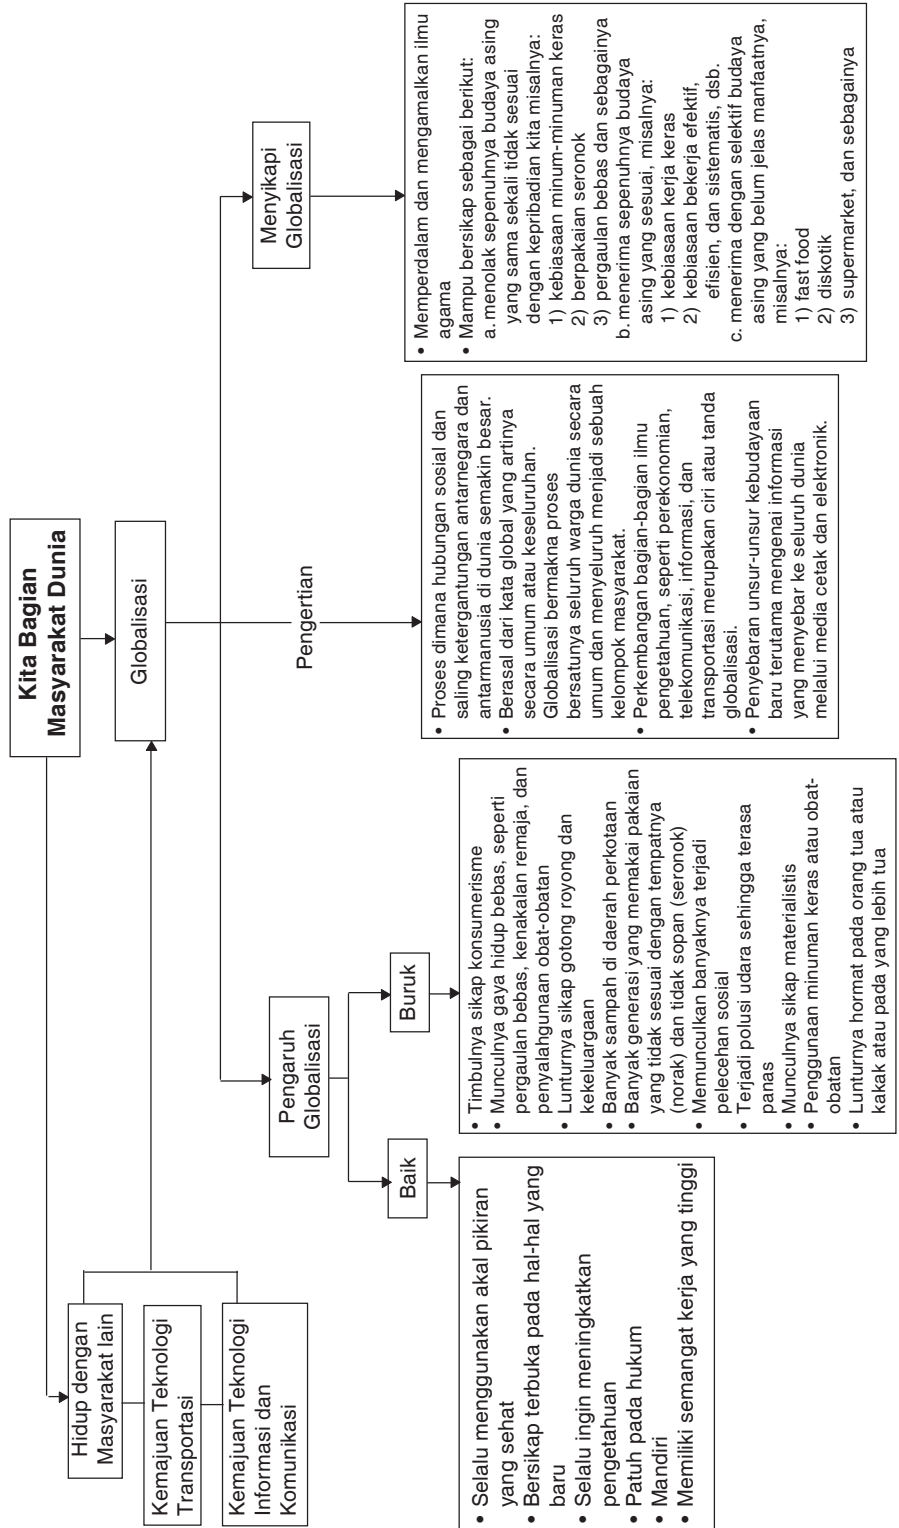 Kita Bagian
Masyarakat Dunia
Hidup dengan
Masyarakat lain
Kemajuan Teknologi
Transportasi
Kemajuan Teknologi
Informasi dan
Komunikasi
Globalisasi
Pengaruh
Globalisasi
Baik
• Selalu menggunakan akal pikiran
yang sehat
• Bersikap terbuka pada hal-hal yang
baru
• Selalu ingin meningkatkan
pengetahuan
• Patuh pada hukum
• Mandiri
• Memiliki semangat kerja yang tinggi
Buruk
• Timbulnya sikap konsumerisme
• Munculnya gaya hidup bebas, seperti
pergaulan bebas, kenakalan remaja, dan
penyalahgunaan obat-obatan
• Lunturnya sikap gotong royong dan
kekeluargaan
• Banyak sampah di daerah perkotaan
• Banyak generasi yang memakai pakaian
yang tidak sesuai dengan tempatnya
(norak) dan tidak sopan (seronok)
• Memunculkan banyaknya terjadi
pelecehan sosial
• Terjadi polusi udara sehingga terasa
panas
• Munculnya sikap materialistis
• Penggunaan minuman keras atau obat-
obatan
• Lunturnya hormat pada orang tua atau
kakak atau pada yang lebih tua
Pengertian
• Proses dimana hubungan sosial dan
saling ketergantungan antarnegara dan
antarmanusia di dunia semakin besar.
• Berasal dari kata global yang artinya
secara umum atau keseluruhan.
Globalisasi bermakna proses
bersatunya seluruh warga dunia secara
umum dan menyeluruh menjadi sebuah
kelompok masyarakat.
• Perkembangan bagian-bagian ilmu
pengetahuan, seperti perekonomian,
telekomunikasi, informasi, dan
transportasi merupakan ciri atau tanda
globalisasi.
• Penyebaran unsur-unsur kebudayaan
baru terutama mengenai informasi
yang menyebar ke seluruh dunia
melalui media cetak dan elektronik.
Menyikapi
Globalisasi
• Memperdalam dan mengamalkan ilmu
agama
• Mampu bersikap sebagai berikut:
a. menolak sepenuhnya budaya asing
yang sama sekali tidak sesuai
dengan kepribadian kita misalnya:
1) kebiasaan minum-minuman keras
2) berpakaian seronok
3) pergaulan bebas dan sebagainya
b. menerima sepenuhnya budaya
asing yang sesuai, misalnya:
1) kebiasaan kerja keras
2) kebiasaan bekerja efektif,
efisien, dan sistematis, dsb.
c. menerima dengan selektif budaya
asing yang belum jelas manfaatnya,
misalnya:
1) fast food
2) diskotik
3) supermarket, dan sebagainya